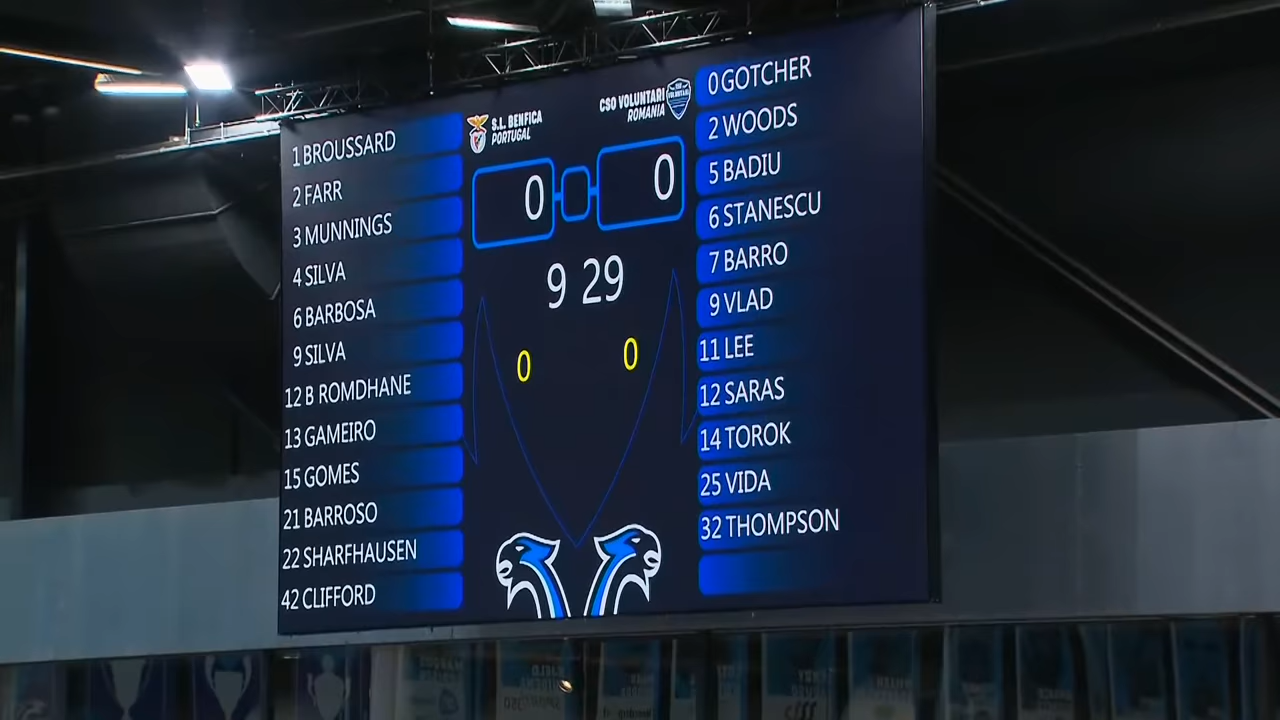 1 BROUSSARD
2 FARR
3 MUNNINGS
4 SILVA
6 BARBOSA
9 SILVA
12 B ROMDHANE
13 GAMEIRO
15 GOMES
21 BARROSO
22 SHARFHAUSEN
42 CLIFFORD
S.L. BENFICA
PORTUGAL
CSO VOLUNTARI
ROMANIA
0 0
9 29
0 0
0 GOTCHER
2 WOODS
5 BADIU
6 STANESCU
7 BARRO
9 VLAD
11 LEE
12 SARAS
14 TOROK
25 VIDA
32 THOMPSON